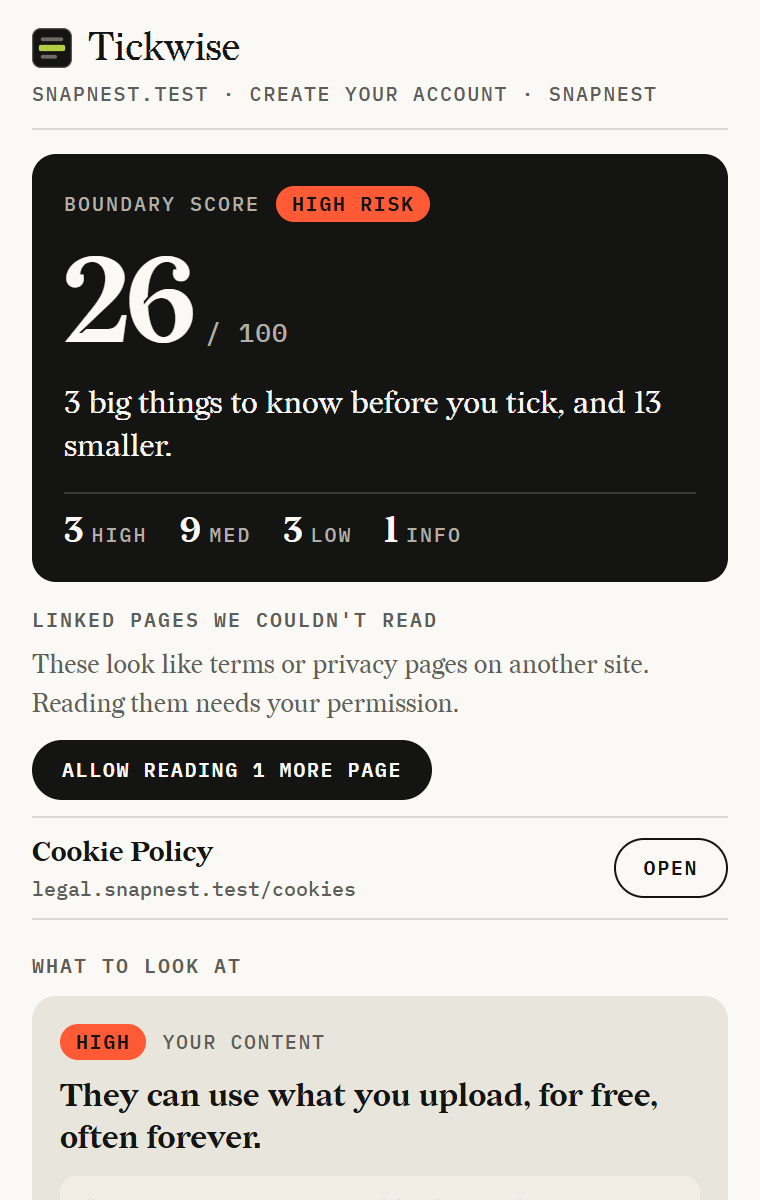 Tickwise
SNAPNEST.TEST · CREATE YOUR ACCOUNT · SNAPNEST
BOUNDARY SCORE HIGH RISK
26 / 100
3 big things to know before you tick, and 13
smaller.
3 HIGH 9 MED 3 LOW 1 INFO
LINKED PAGES WE COULDN'T READ
These look like terms or privacy pages on another site.
Reading them needs your permission.
ALLOW READING 1 MORE PAGE
Cookie Policy
legal.snapnest.test/cookies
OPEN
WHAT TO LOOK AT
HIGH YOUR CONTENT
They can use what you upload, for free,
often forever.